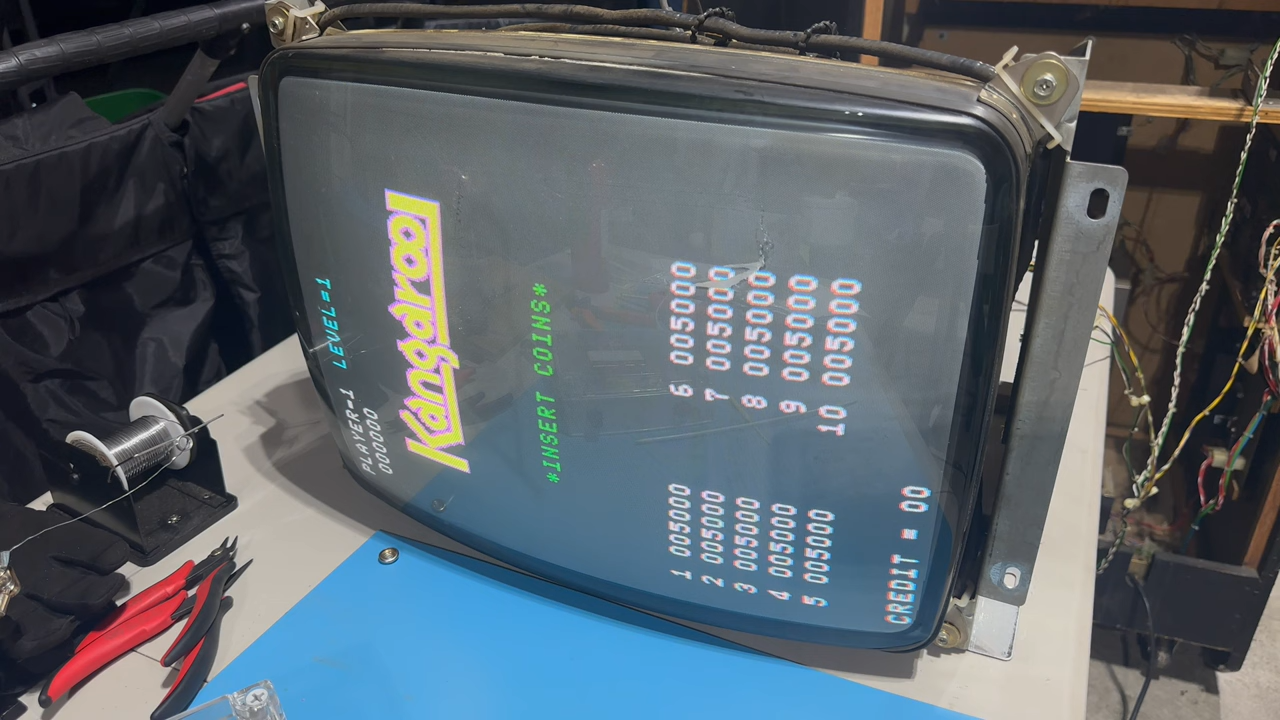 PLAYER=1 LEVEL=1
000000
Kangaroo
*INSERT COINS*
1 005000 6 005000
2 005000 7 005000
3 005000 8 005000
4 005000 9 005000
5 005000 10 005000
CREDIT = 00